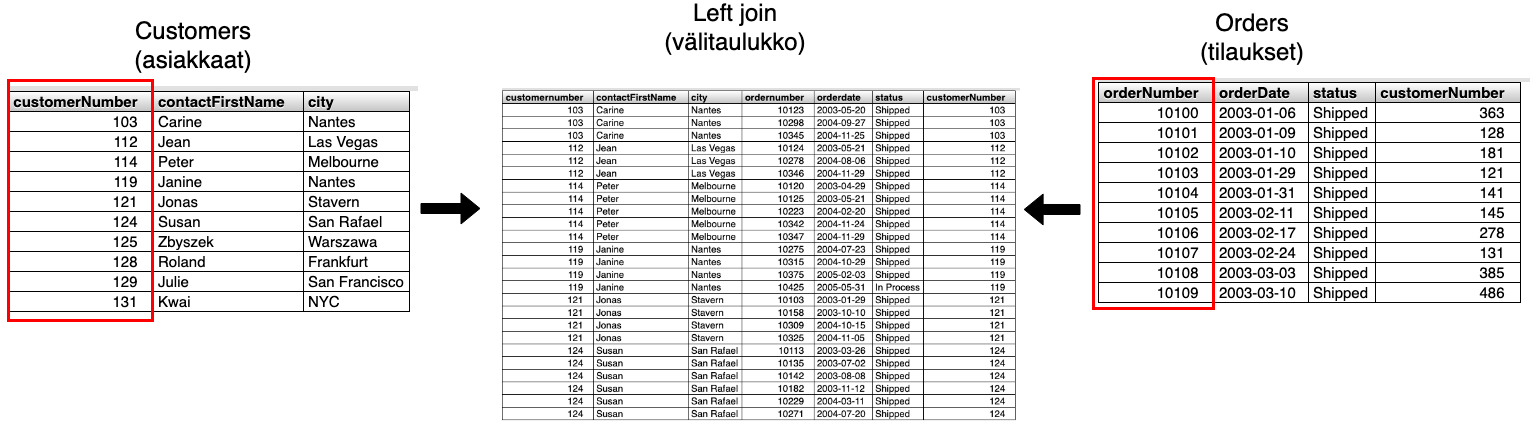 Customers
(asiakkaat)
customerNumber contactFirstName city
103 Carine Nantes
112 Jean Las Vegas
114 Peter Melbourne
119 Janine Nantes
121 Jonas Stavern
124 Susan San Rafael
125 Zbyszek Warszawa
128 Roland Frankfurt
129 Julie San Francisco
131 Kwai NYC
Left join
(välitaulukko)
customernumber contactFirstName city ordernumber orderdate status customerNumber
103 Carine Nantes 10123 2003-05-20 Shipped 103
103 Carine Nantes 10298 2004-09-27 Shipped 103
103 Carine Nantes 10345 2004-11-25 Shipped 103
112 Jean Las Vegas 10124 2003-05-21 Shipped 112
112 Jean Las Vegas 10278 2004-08-06 Shipped 112
112 Jean Las Vegas 10346 2004-11-29 Shipped 112
114 Peter Melbourne 10120 2003-04-29 Shipped 114
114 Peter Melbourne 10125 2003-05-21 Shipped 114
114 Peter Melbourne 10223 2004-02-20 Shipped 114
114 Peter Melbourne 10342 2004-11-24 Shipped 114
114 Peter Melbourne 10347 2004-11-29 Shipped 114
119 Janine Nantes 10275 2004-07-23 Shipped 119
119 Janine Nantes 10315 2004-10-29 Shipped 119
119 Janine Nantes 10375 2005-02-03 Shipped 119
119 Janine Nantes 10425 2005-05-31 In Process 119
121 Jonas Stavern 10103 2003-01-29 Shipped 121
121 Jonas Stavern 10158 2003-10-10 Shipped 121
121 Jonas Stavern 10309 2004-10-15 Shipped 121
121 Jonas Stavern 10325 2004-11-05 Shipped 121
124 Susan San Rafael 10113 2003-03-26 Shipped 124
124 Susan San Rafael 10135 2003-07-02 Shipped 124
124 Susan San Rafael 10142 2003-08-08 Shipped 124
124 Susan San Rafael 10182 2003-11-12 Shipped 124
124 Susan San Rafael 10229 2004-03-11 Shipped 124
124 Susan San Rafael 10271 2004-07-20 Shipped 124
Orders
(tilaukset)
orderNumber orderDate status customerNumber
10100 2003-01-06 Shipped 363
10101 2003-01-09 Shipped 128
10102 2003-01-10 Shipped 181
10103 2003-01-29 Shipped 121
10104 2003-01-31 Shipped 141
10105 2003-02-11 Shipped 145
10106 2003-02-17 Shipped 278
10107 2003-02-24 Shipped 131
10108 2003-03-03 Shipped 385
10109 2003-03-10 Shipped 486